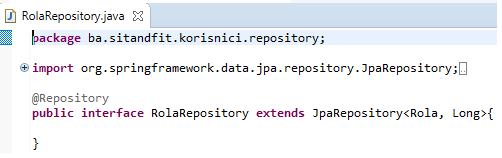 RolaRepository.java
package ba.sitandfit.korisnici.repository;
import org.springframework.data.jpa.repository.JpaRepository;
@Repository
public interface RolaRepository extends JpaRepository<Rola, Long>{
}